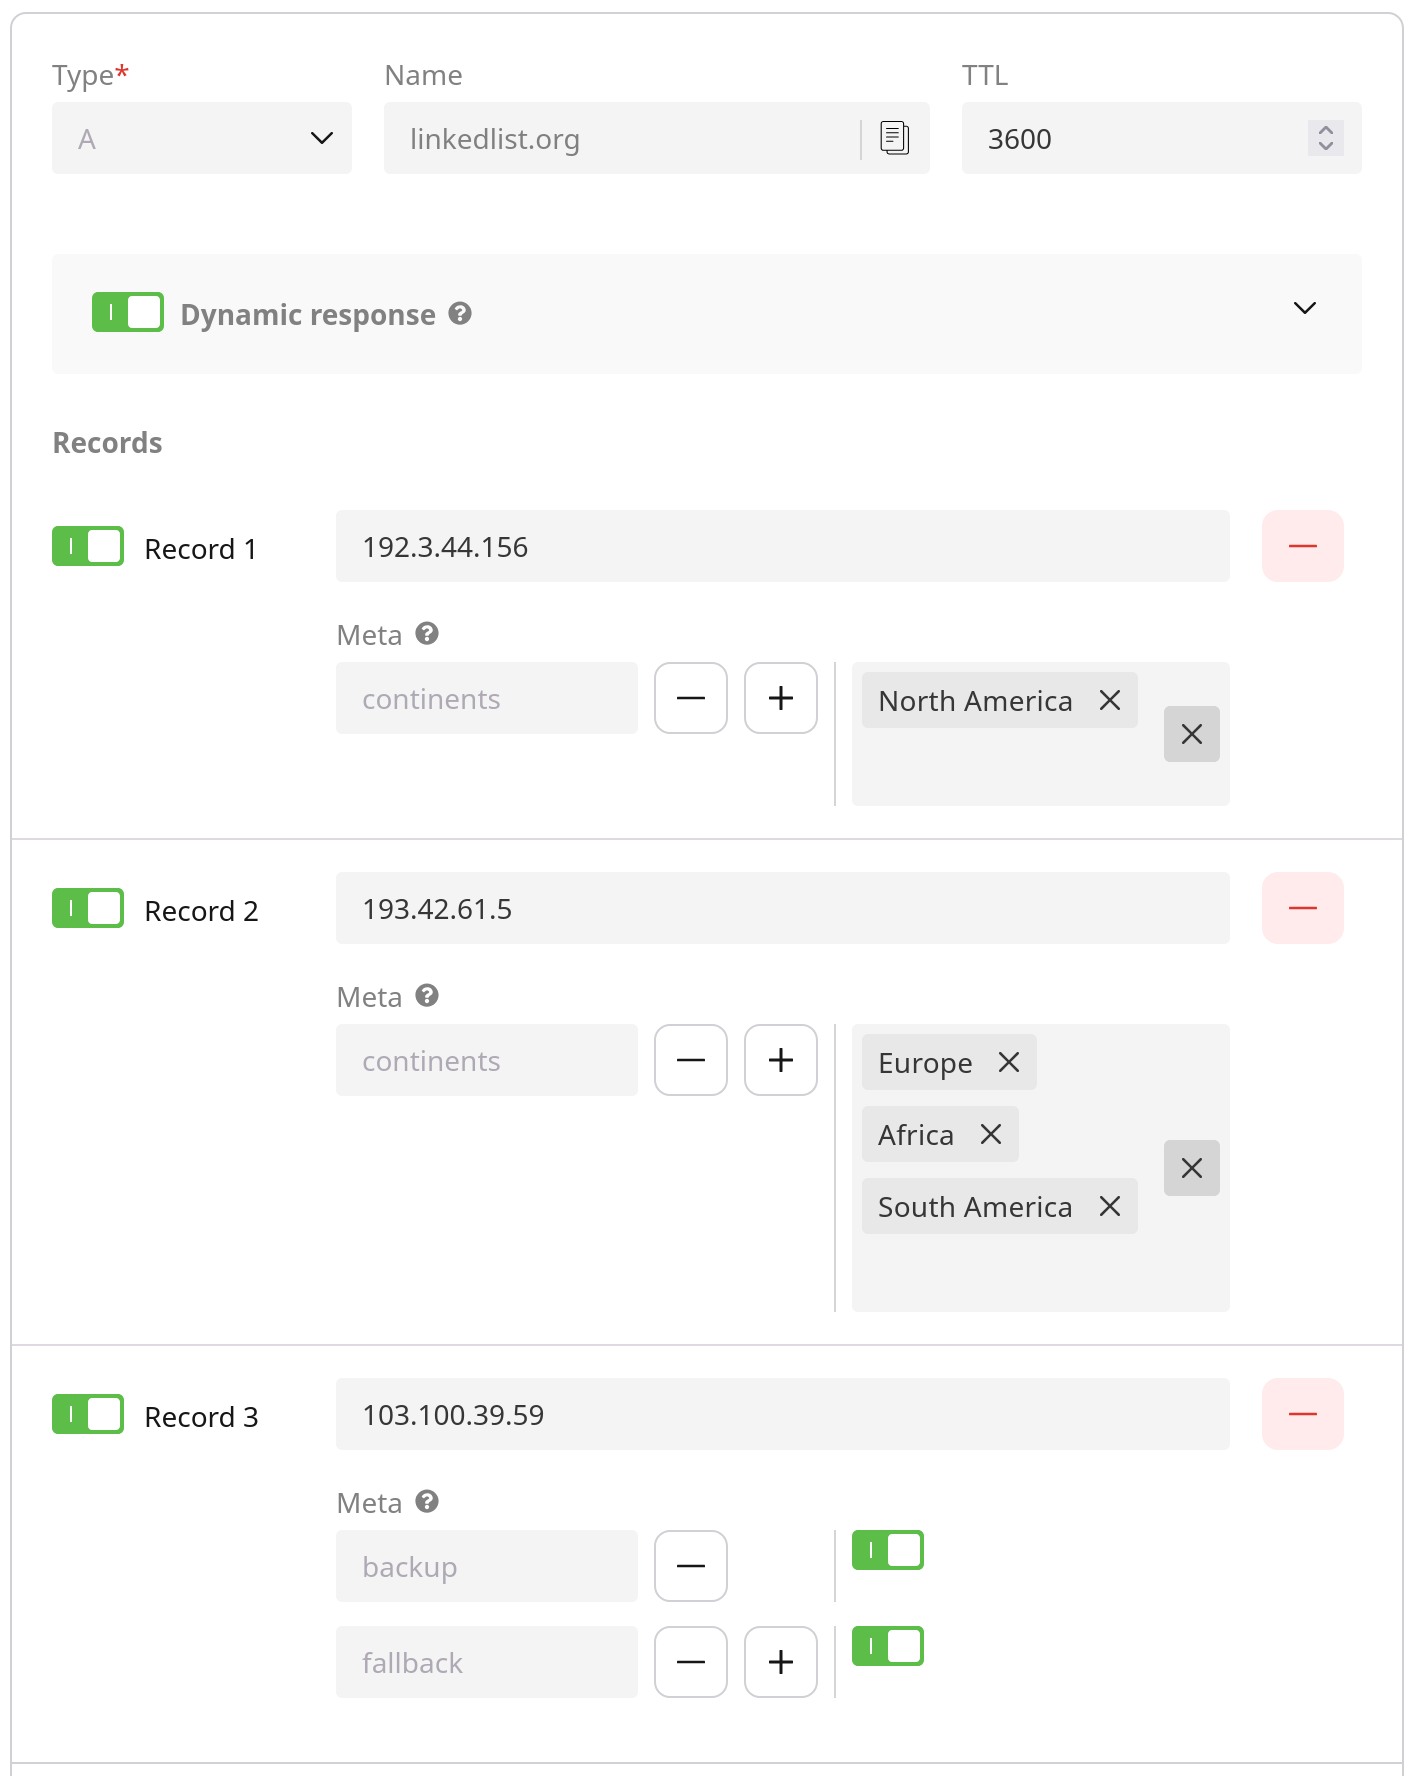 Type* Name TTL
A linkedlist.org 3600
Dynamic response ?
Records
Record 1 192.3.44.156
Meta ?
continents North America
Record 2 193.42.61.5
Meta ?
continents Europe
Africa
South America
Record 3 103.100.39.59
Meta ?
backup
fallback